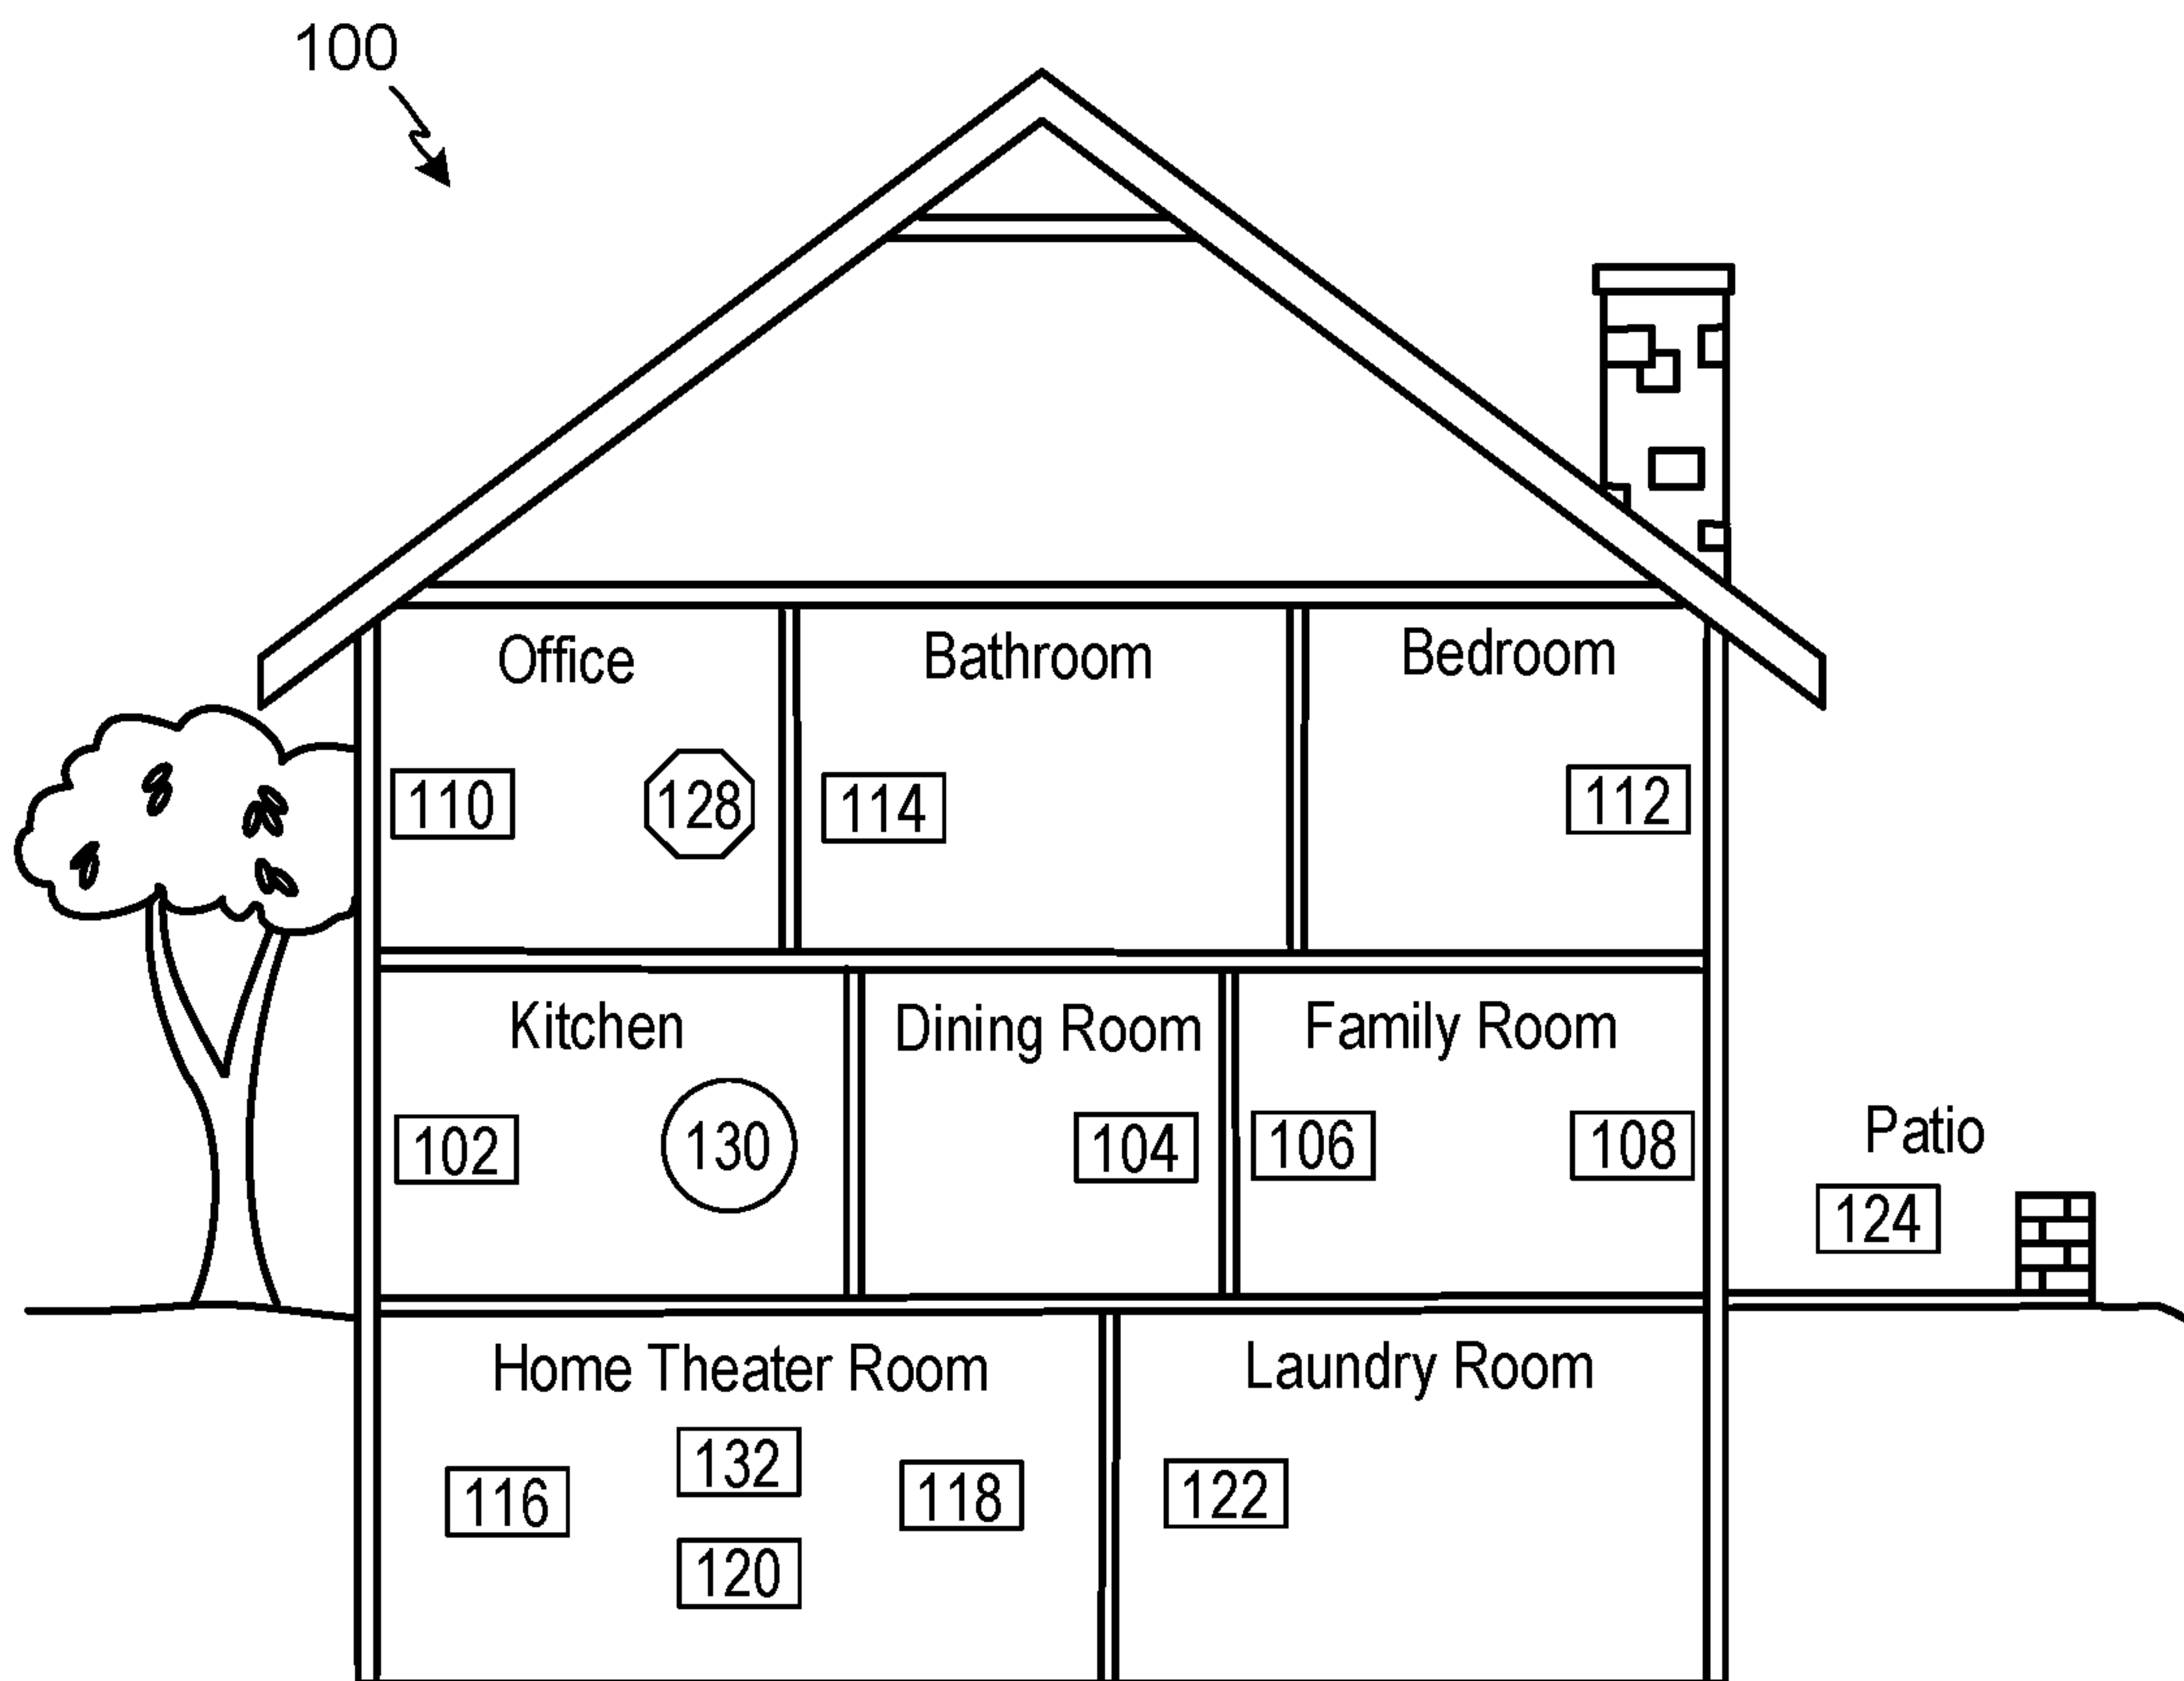 100
Office
Bathroom
Bedroom
110
128
114
112
Kitchen
Dining Room
Family Room
102
130
104
106
108
Patio
124
Home Theater Room
Laundry Room
116
132
118
120
122